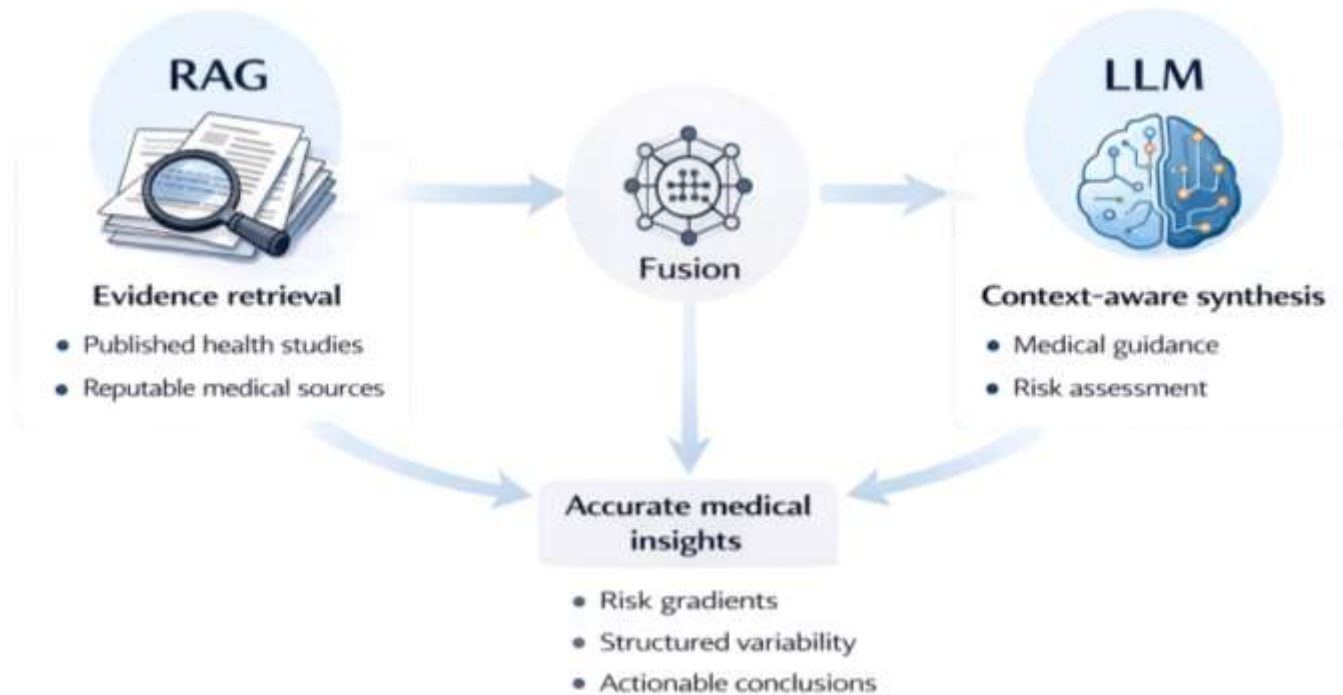 RAG
Evidence retrieval
• Published health studies
• Reputable medical sources
Fusion
LLM
Context-aware synthesis
• Medical guidance
• Risk assessment
Accurate medical
insights
• Risk gradients
• Structured variability
• Actionable conclusions